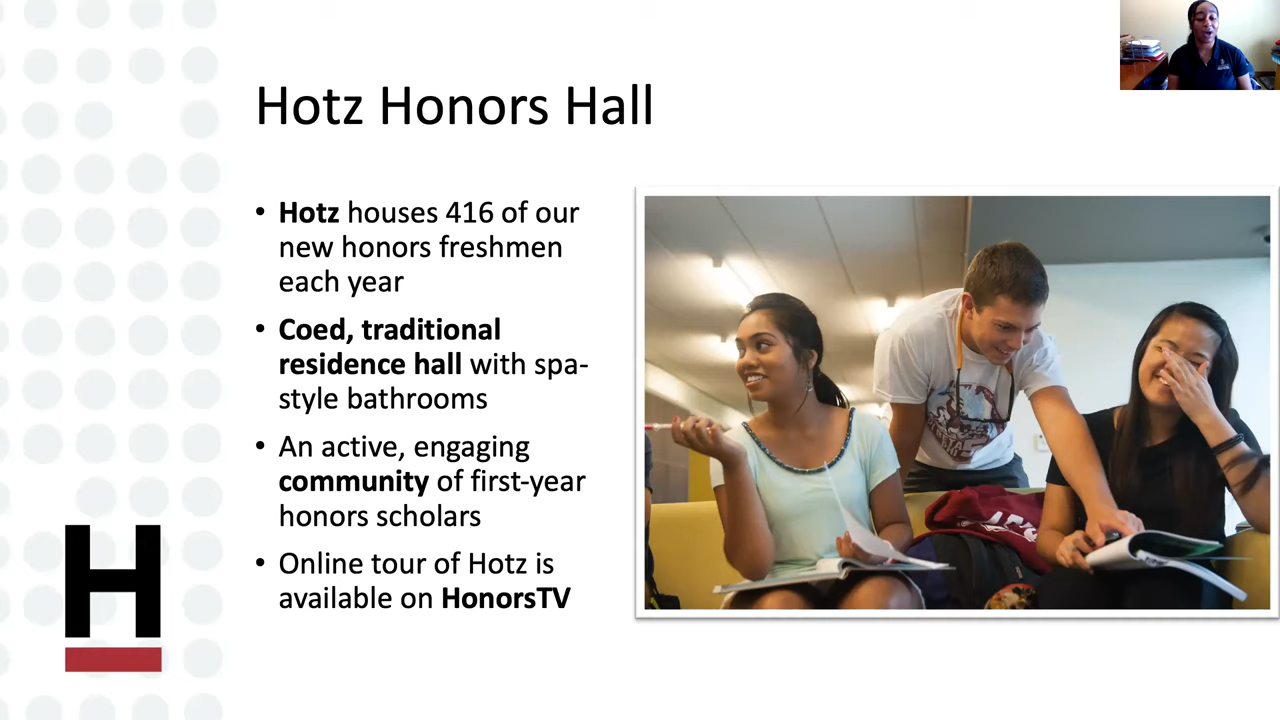 Hotz Honors Hall
• Hotz houses 416 of our
new honors freshmen
each year
• Coed, traditional
residence hall with spa-
style bathrooms
• An active, engaging
community of first-year
honors scholars
• Online tour of Hotz is
available on HonorsTV
H